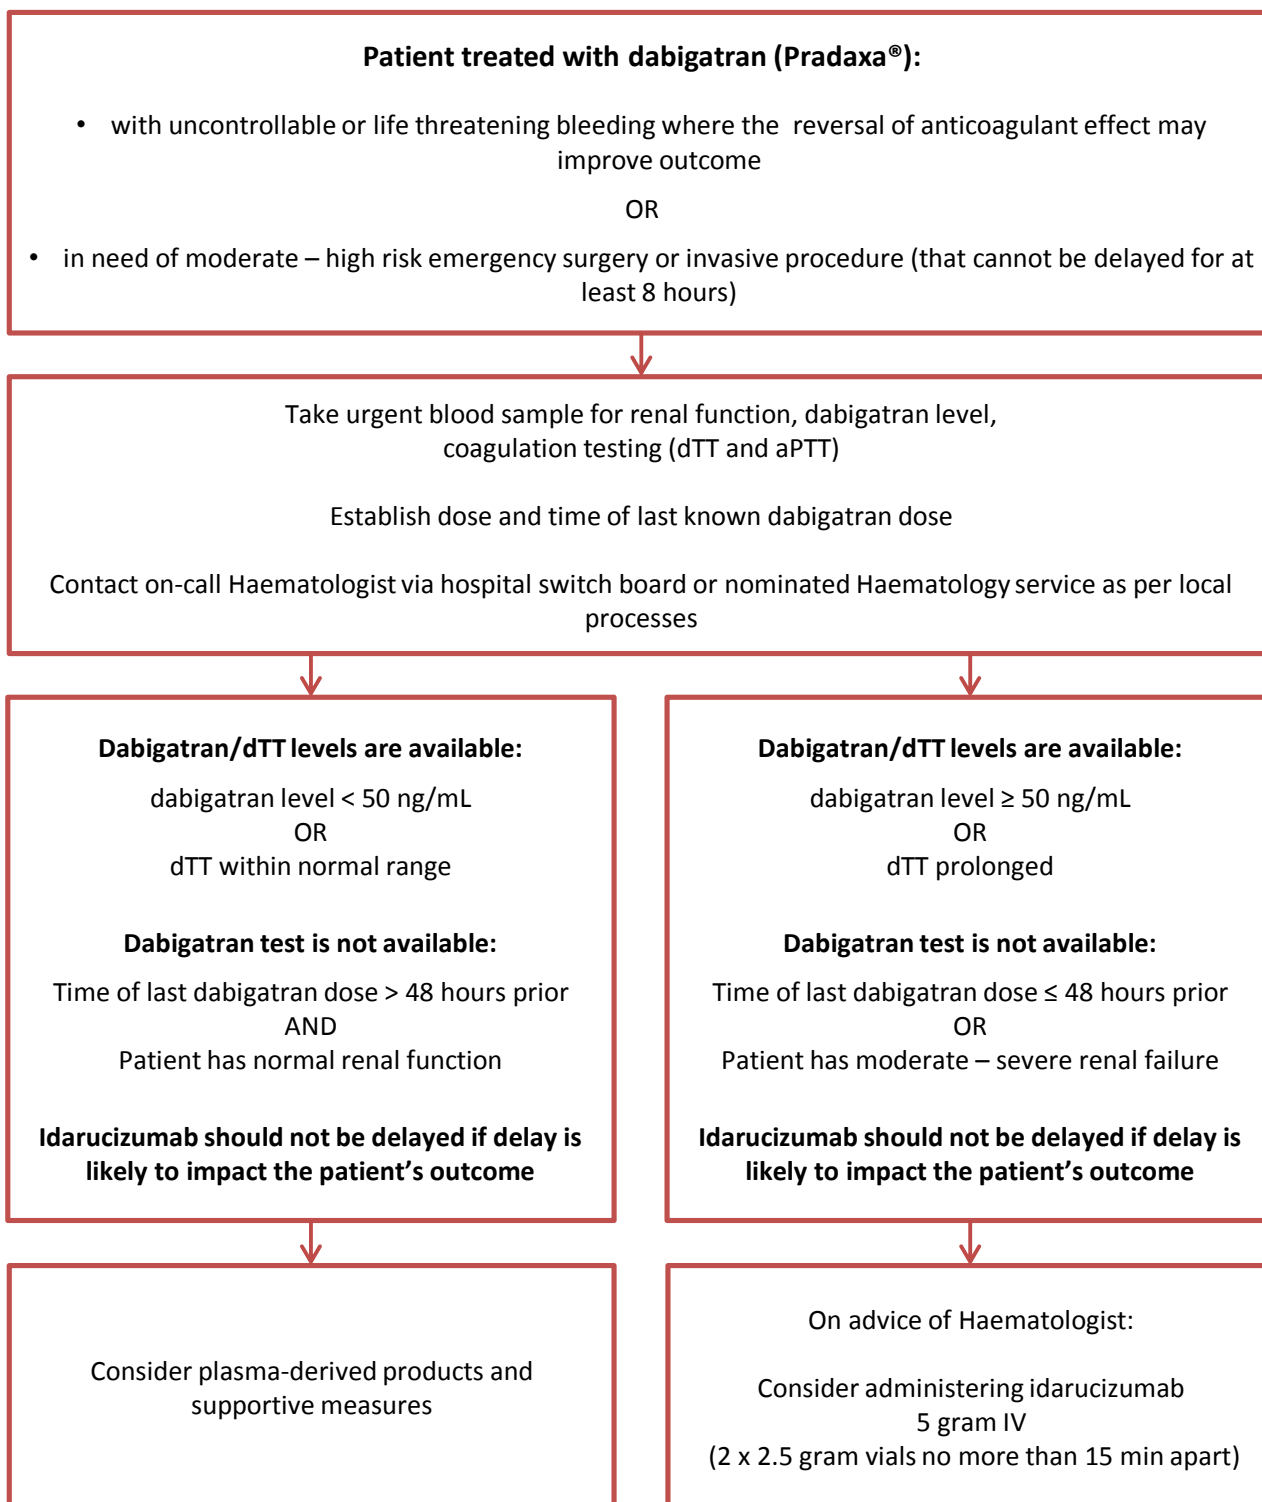 Patient treated with dabigatran (Pradaxa®):
• with uncontrollable or life threatening bleeding where the reversal of anticoagulant effect may
improve outcome
OR
• in need of moderate – high risk emergency surgery or invasive procedure (that cannot be delayed for at
least 8 hours)
Take urgent blood sample for renal function, dabigatran level,
coagulation testing (dTT and aPTT)
Establish dose and time of last known dabigatran dose
Contact on-call Haematologist via hospital switch board or nominated Haematology service as per local
processes
Dabigatran/dTT levels are available:
dabigatran level < 50 ng/mL
OR
dTT within normal range
Dabigatran test is not available:
Time of last dabigatran dose > 48 hours prior
AND
Patient has normal renal function
Idarucizumab should not be delayed if delay is
likely to impact the patient’s outcome
Dabigatran/dTT levels are available:
dabigatran level ≥ 50 ng/mL
OR
dTT prolonged
Dabigatran test is not available:
Time of last dabigatran dose ≤ 48 hours prior
OR
Patient has moderate – severe renal failure
Idarucizumab should not be delayed if delay is
likely to impact the patient’s outcome
Consider plasma-derived products and
supportive measures
On advice of Haematologist:
Consider administering idarucizumab
5 gram IV
(2 x 2.5 gram vials no more than 15 min apart)